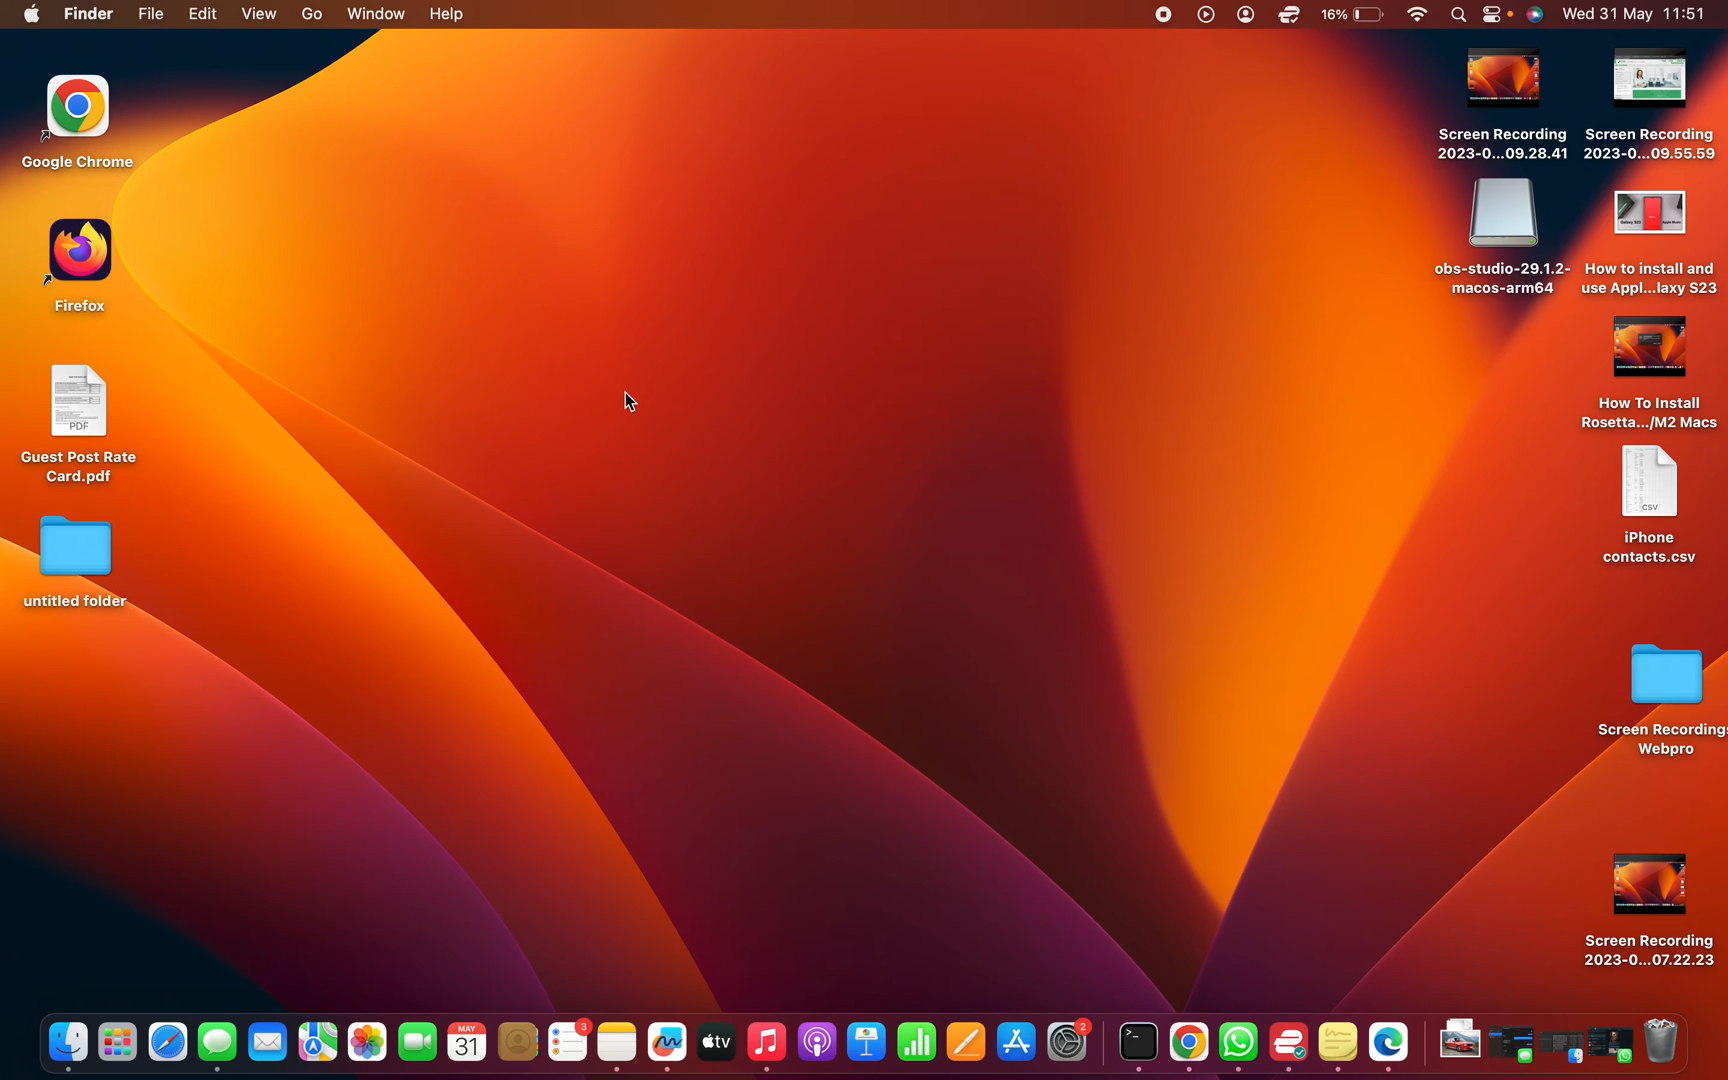 Finder File Edit View Go Window Help 16% Wed 31 May 11:51
Google Chrome
Firefox
PDF
Guest Post Rate
Card.pdf
untitled folder
Screen Recording
2023-0...09.28.41
Screen Recording
2023-0...09.55.59
obs-studio-29.1.2-
macos-arm64
How to install and
use Appl...laxy S23
How To Install
Rosetta.../M2 Macs
CSV
iPhone
contacts.csv
Screen Recordings
Webpro
Screen Recording
2023-0...07.22.23
MAY
31
3
tv
2